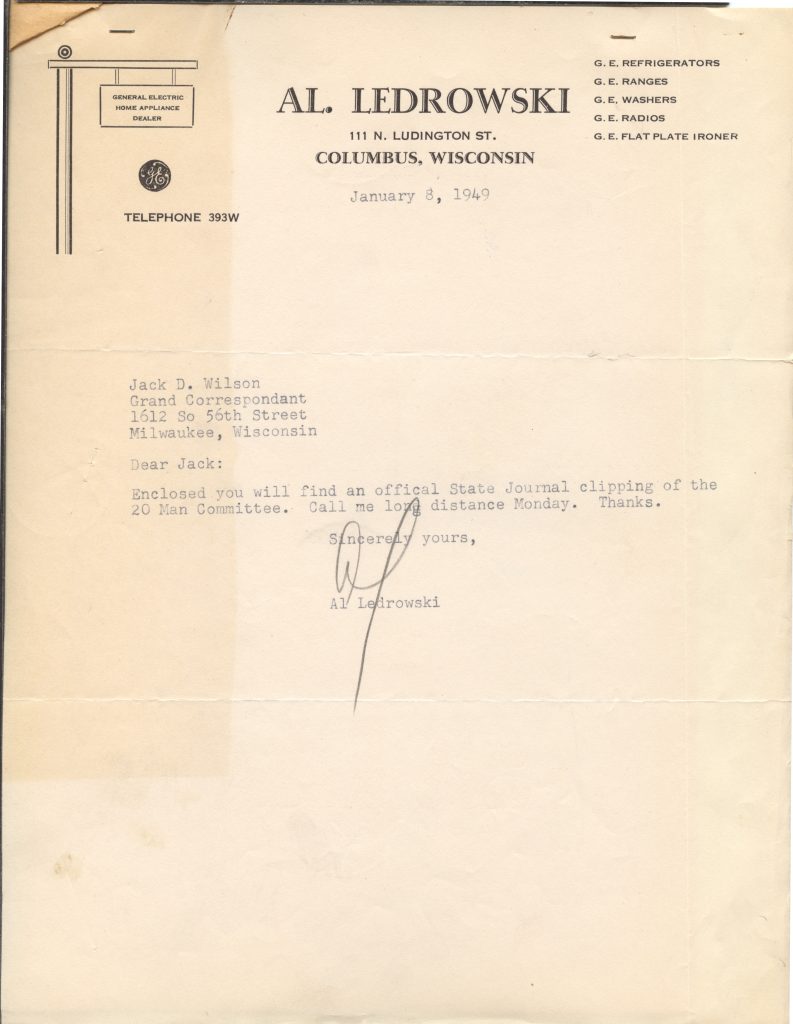 GENERAL ELECTRIC
HOME APPLIANCE
DEALER
GE
TELEPHONE 393W
AL. LEDROWSKI
111 N. LUDINGTON ST.
COLUMBUS, WISCONSIN
G. E. REFRIGERATORS
G. E. RANGES
G. E. WASHERS
G. E. RADIOS
G. E. FLAT PLATE IRONER
January 8, 1949
Jack D. Wilson
Grand Correspondant
1612 So 56th Street
Milwaukee, Wisconsin
Dear Jack:
Enclosed you will find an offical State Journal clipping of the
20 Man Committee.  Call me long distance Monday.  Thanks.
Sincerely yours,
Al
Al Ledrowski